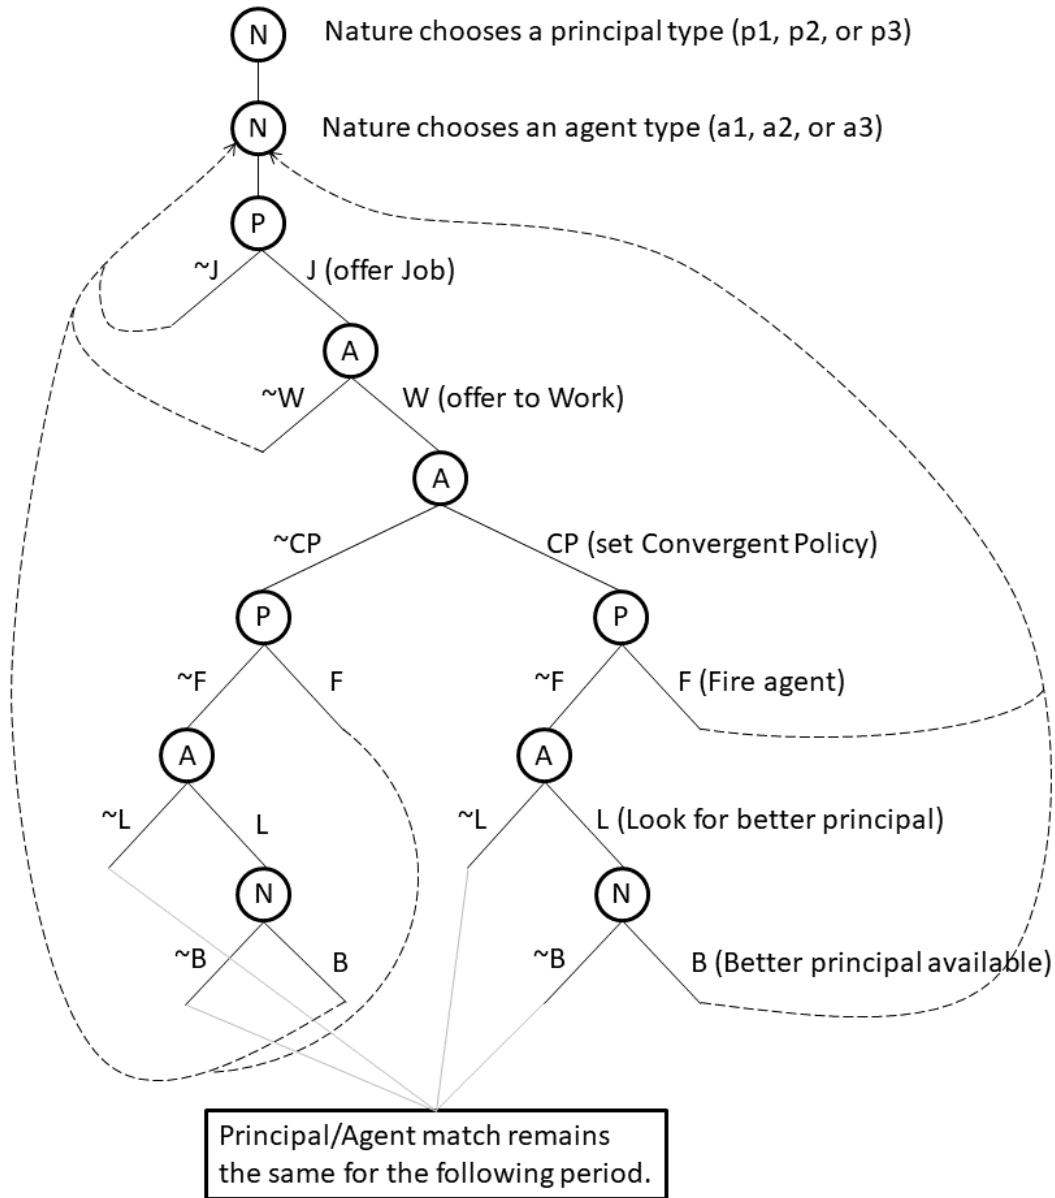 N Nature chooses a principal type (p1, p2, or p3)
N Nature chooses an agent type (a1, a2, or a3)
P
~J J (offer Job)
A
~W W (offer to Work)
A
~CP CP (set Convergent Policy)
P P
~F F ~F F (Fire agent)
A A
~L L ~L L (Look for better principal)
N N
~B B ~B B (Better principal available)
Principal/Agent match remains
the same for the following period.